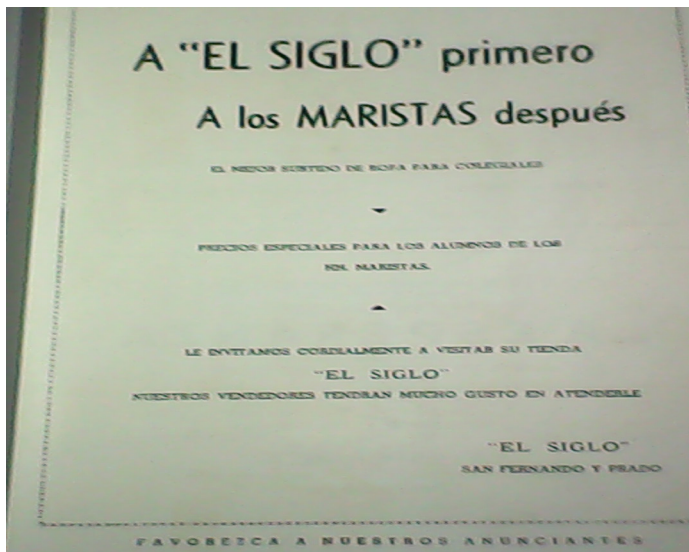 A "EL SIGLO" primero
A los MARISTAS después
EL MEJOR SURTIDO DE ROPA PARA COLEGIALES
PRECIOS ESPECIALES PARA LOS ALUMNOS DE LOS
HH. MARISTAS.
LE INVITAMOS CORDIALMENTE A VISITAR SU TIENDA
"EL SIGLO"
NUESTROS VENDEDORES TENDRAN MUCHO GUSTO EN ATENDERLE
"EL SIGLO"
SAN FERNANDO Y PRADO
FAVOREZCA A NUESTROS ANUNCIANTES